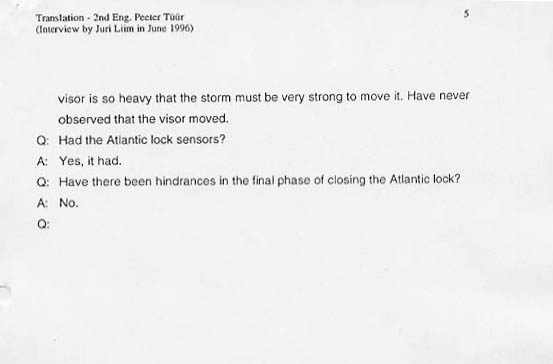 Translation - 2nd Eng. Peeter Tüür
5
(Interview by Juri Liim in June 1996)
visor is so heavy that the storm must be very strong to move it. Have never
observed that the visor moved.
Q: Had the Atlantic lock sensors?
A: Yes, it had.
Q: Have there been hindrances in the final phase of closing the Atlantic lock?
A: No.
Q: